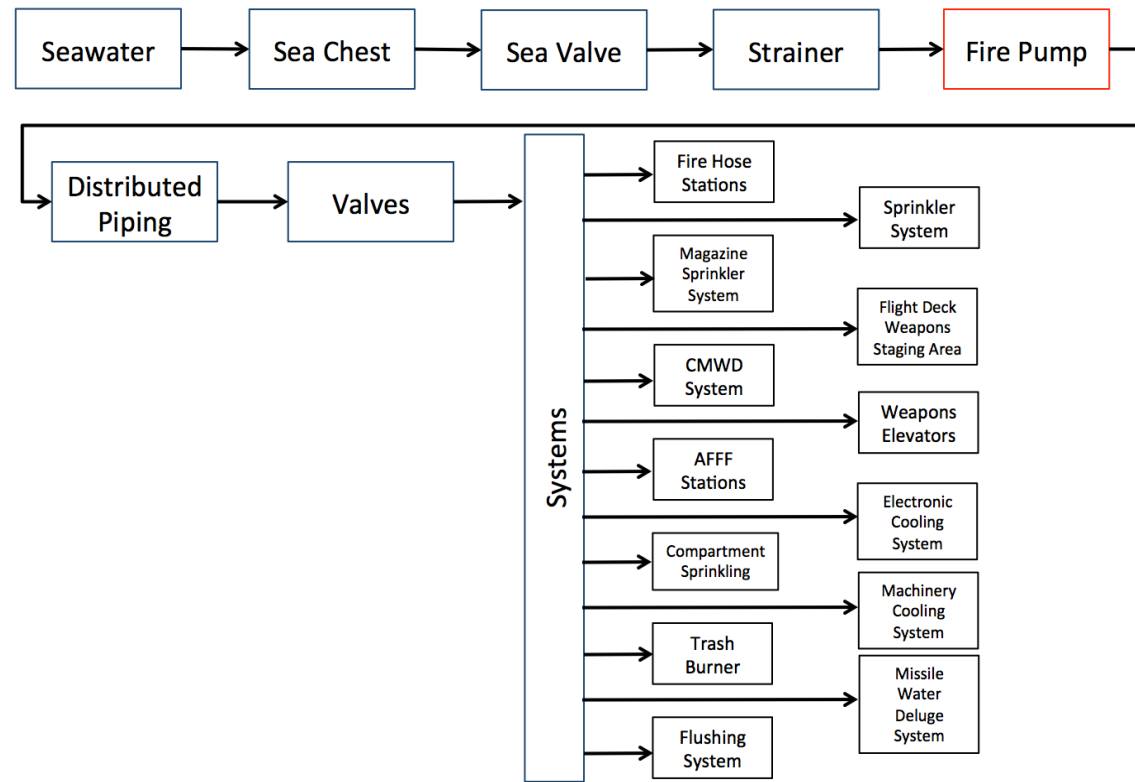 Seawater
Sea Chest
Sea Valve
Strainer
Fire Pump
Distributed
Piping
Valves
Systems
Fire Hose
Stations
Sprinkler
System
Magazine
Sprinkler
System
Flight Deck
Weapons
Staging Area
CMWD
System
Weapons
Elevators
AFFF
Stations
Electronic
Cooling
System
Compartment
Sprinkling
Machinery
Cooling
System
Trash
Burner
Missile
Water
Deluge
System
Flushing
System